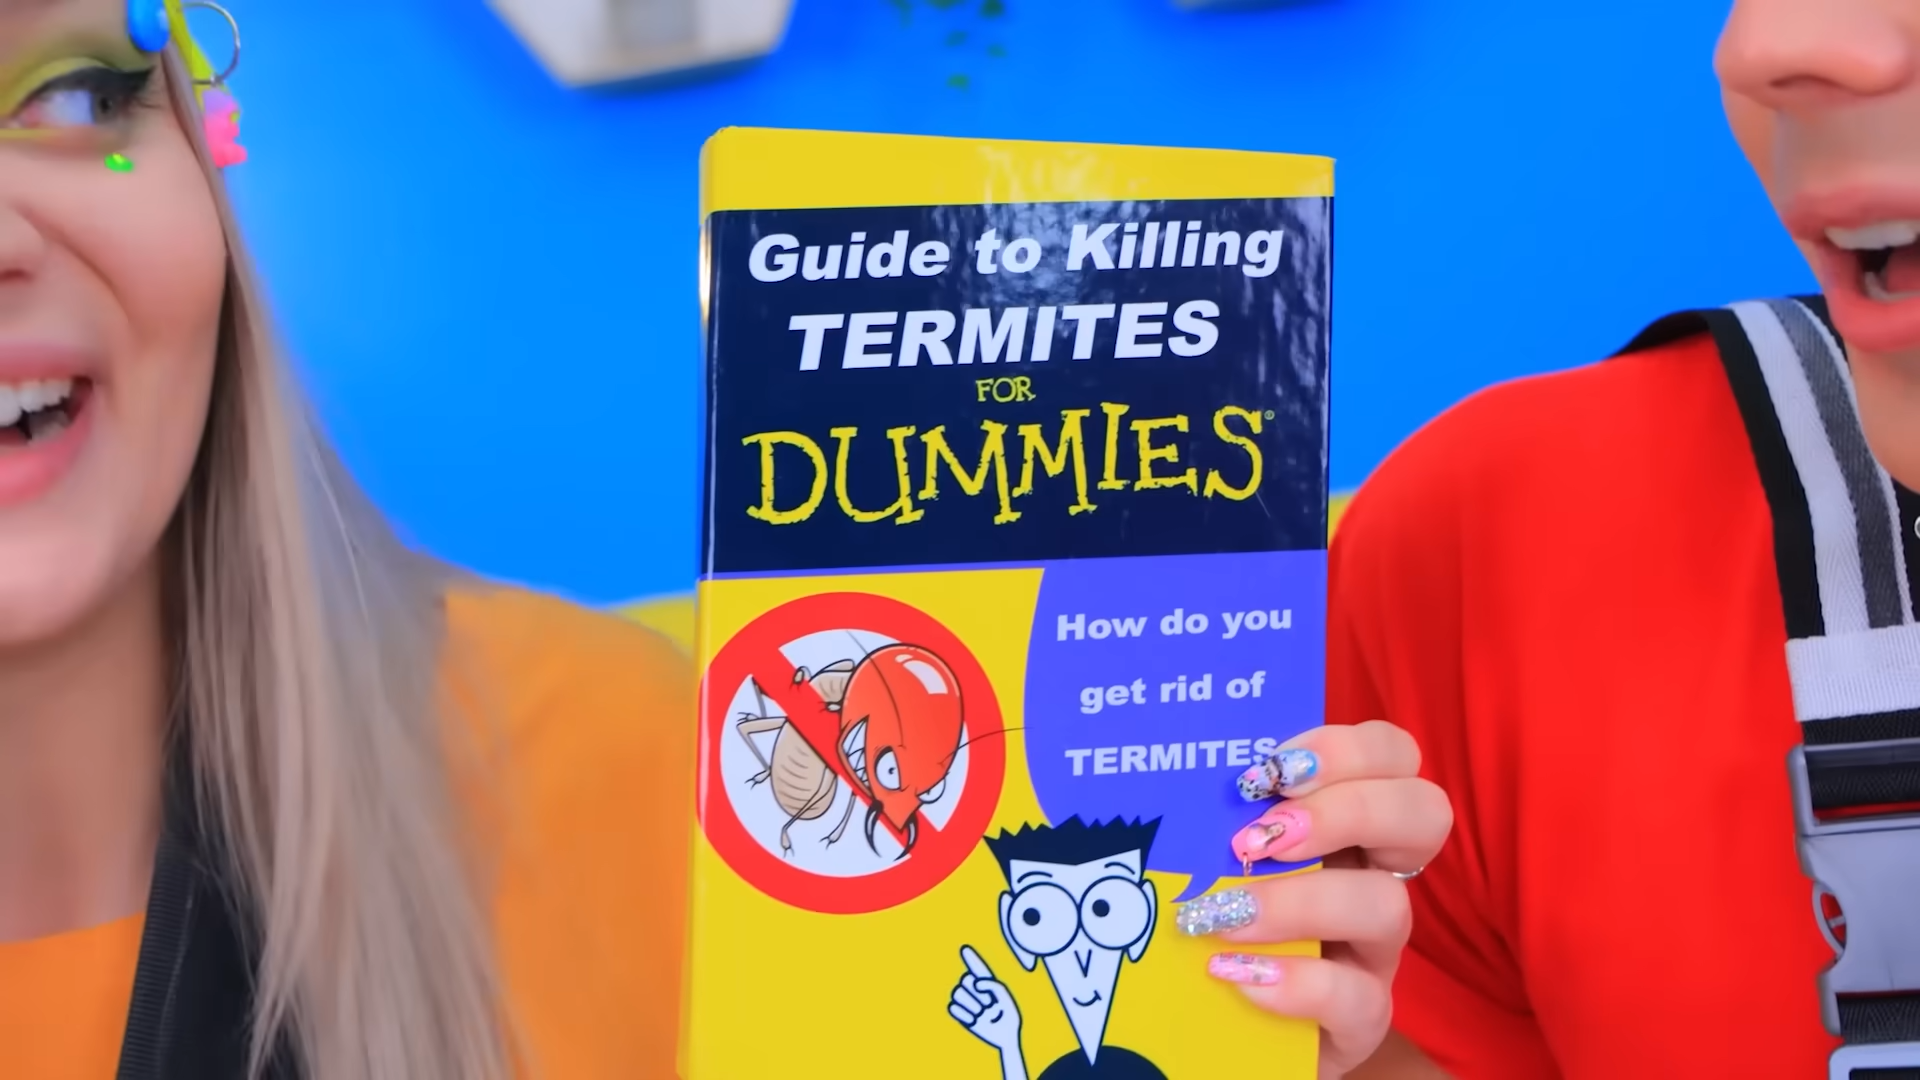 Guide to Killing
TERMITES
FOR
DUMMIES®
How do you
get rid of
TERMITES